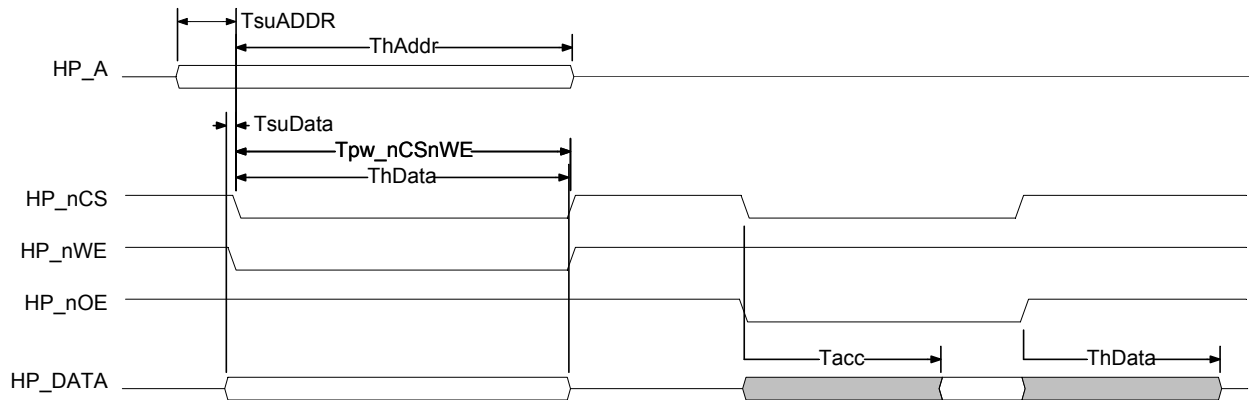 TsuADDR
ThAddr
HP_A
TsuData
Tpw_nCSnWE
ThData
HP_nCS
HP_nWE
HP_nOE
Tacc
ThData
HP_DATA